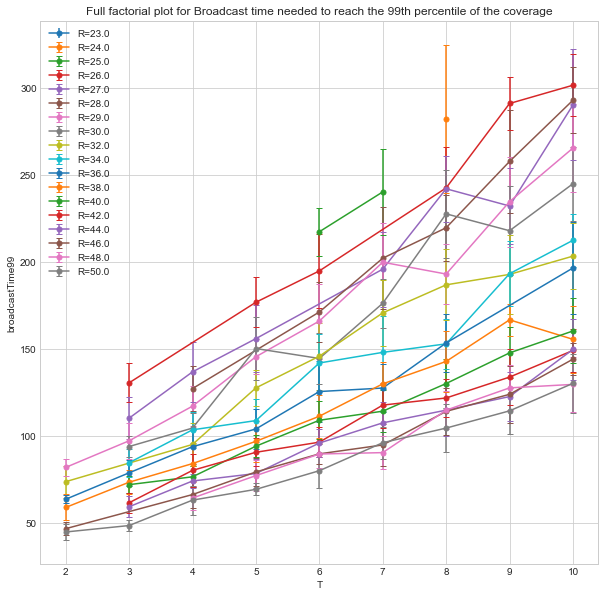 Full factorial plot for Broadcast time needed to reach the 99th percentile of the coverage
R=23.0
R=24.0
R=25.0
R=26.0
R=27.0
R=28.0
R=29.0
R=30.0
R=32.0
R=34.0
R=36.0
R=38.0
R=40.0
R=42.0
R=44.0
R=46.0
R=48.0
R=50.0
300
250
200
150
100
50
broadcastTime99
2 3 4 5 6 7 8 9 10
T